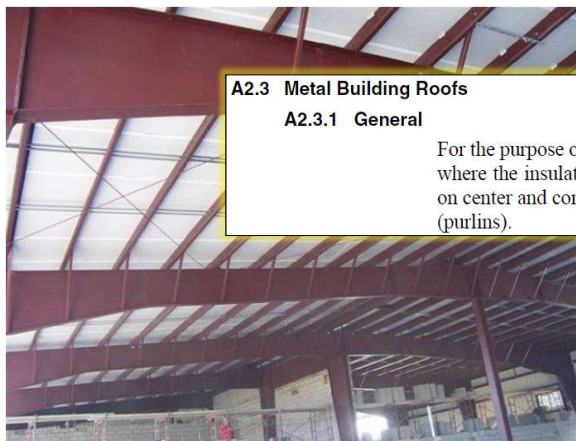 A2.3 Metal Building Roofs
A2.3.1 General
For the purpose o
where the insulat
on center and
(purlins).